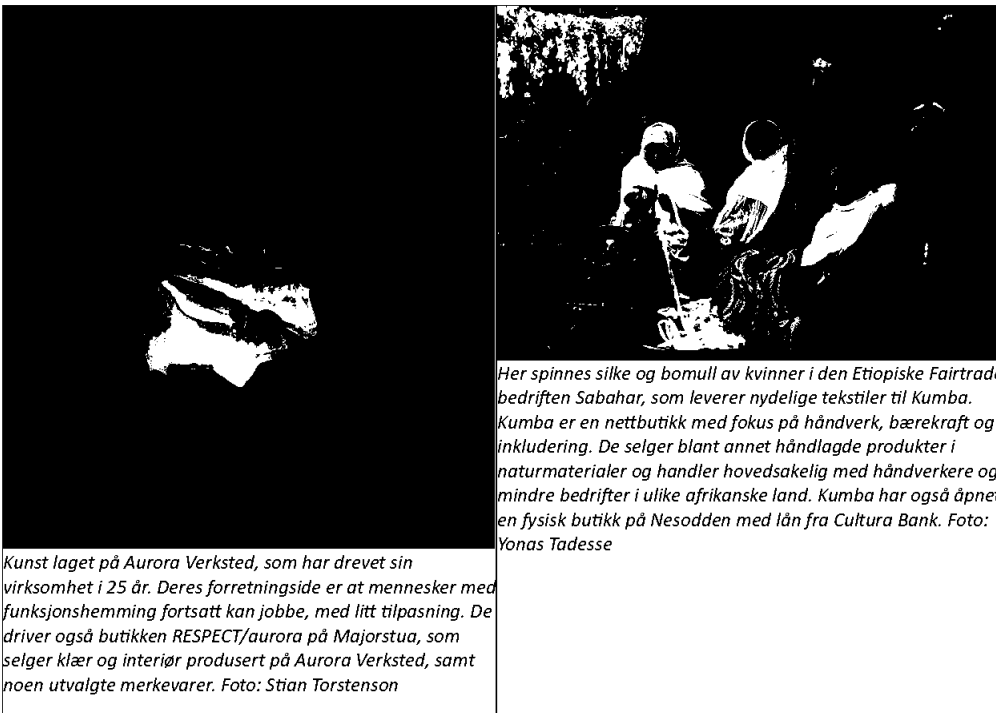 Kunst laget på Aurora Verksted, som har drevet sin
virksomhet i 25 år. Deres forretningside er at mennesker med
funksjonshemming fortsatt kan jobbe, med litt tilpasning. De
driver også butikken RESPECT/aurora på Majorstua, som
selger klær og interiør produsert på Aurora Verksted, samt
noen utvalgte merkevarer. Foto: Stian Torstenson
Her spinnes silke og bomull av kvinner i den Etiopiske Fairtrade
bedriften Sabahar, som leverer nydelige tekstiler til Kumba.
Kumba er en nettbutikk med fokus på håndverk, bærekraft og
inkludering. De selger blant annet håndlagde produkter i
naturmaterialer og handler hovedsakelig med håndverkere og
mindre bedrifter i ulike afrikanske land. Kumba har også åpnet
en fysisk butikk på Nesodden med lån fra Cultura Bank. Foto:
Yonas Tadesse